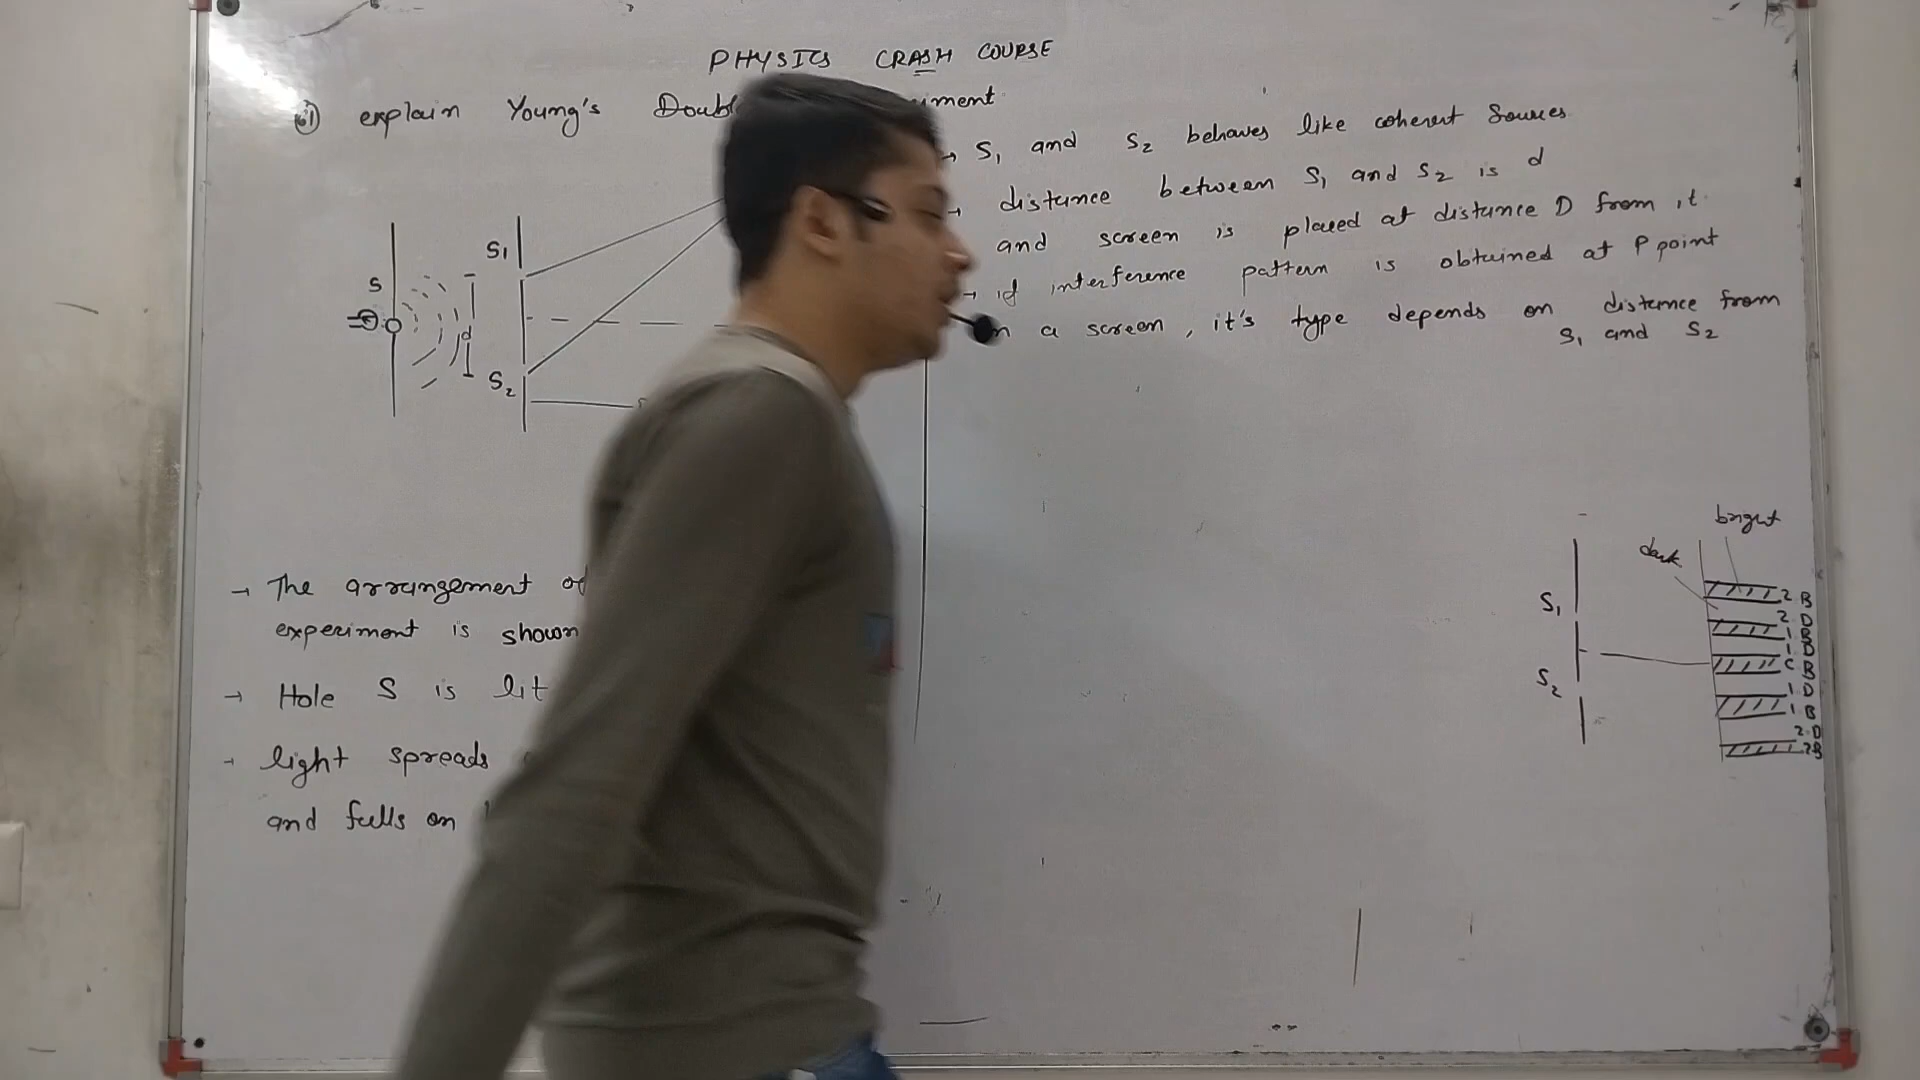 PHYSICS CRASH COURSE
61 explain Young's Doubl iment
S
d
S1
S2
→ The arrangement of
experiment is shown
→ Hole S is lit
→ light spreads
and falls on
→ S1 and S2 behaves like coherent Sources
→ distance between S1 and S2 is d
and screen is placed at distance D from it
→ if interference pattern is obtained at P point
on a screen, it's type depends on distance from
S1 and S2
bright
dark
S1
S2
2 B
2 D
1 B
1 D
C B
1 D
1 B
2 D
2B